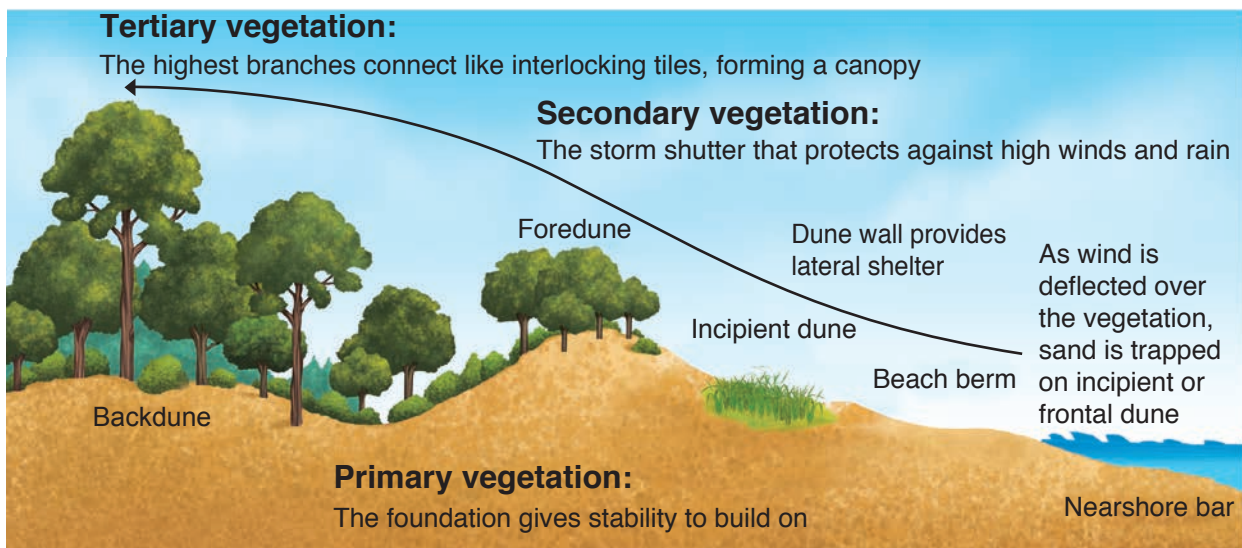 Tertiary vegetation:
The highest branches connect like interlocking tiles, forming a canopy
Secondary vegetation:
The storm shutter that protects against high winds and rain
Foredune
Dune wall provides
lateral shelter
As wind is
deflected over
the vegetation,
sand is trapped
on incipient or
frontal dune
Incipient dune
Beach berm
Backdune
Primary vegetation:
The foundation gives stability to build on
Nearshore bar